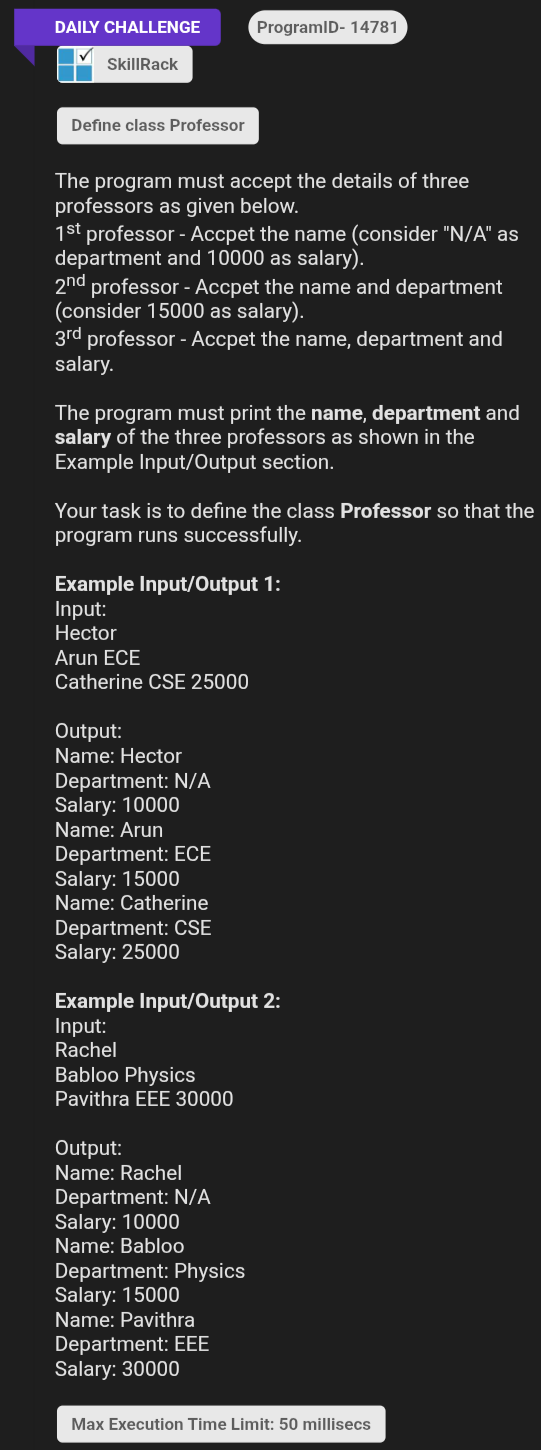 DAILY CHALLENGE
ProgramID- 14781
SkillRack
Define class Professor
The program must accept the details of three
professors as given below.
1st professor - Accpet the name (consider "N/A" as
department and 10000 as salary).
2nd professor - Accpet the name and department
(consider 15000 as salary).
3rd professor - Accpet the name, department and
salary.
The program must print the name, department and
salary of the three professors as shown in the
Example Input/Output section.
Your task is to define the class Professor so that the
program runs successfully.
Example Input/Output 1:
Input:
Hector
Arun ECE
Catherine CSE 25000
Output:
Name: Hector
Department: N/A
Salary: 10000
Name: Arun
Department: ECE
Salary: 15000
Name: Catherine
Department: CSE
Salary: 25000
Example Input/Output 2:
Input:
Rachel
Babloo Physics
Pavithra EEE 30000
Output:
Name: Rachel
Department: N/A
Salary: 10000
Name: Babloo
Department: Physics
Salary: 15000
Name: Pavithra
Department: EEE
Salary: 30000
Max Execution Time Limit: 50 millisecs